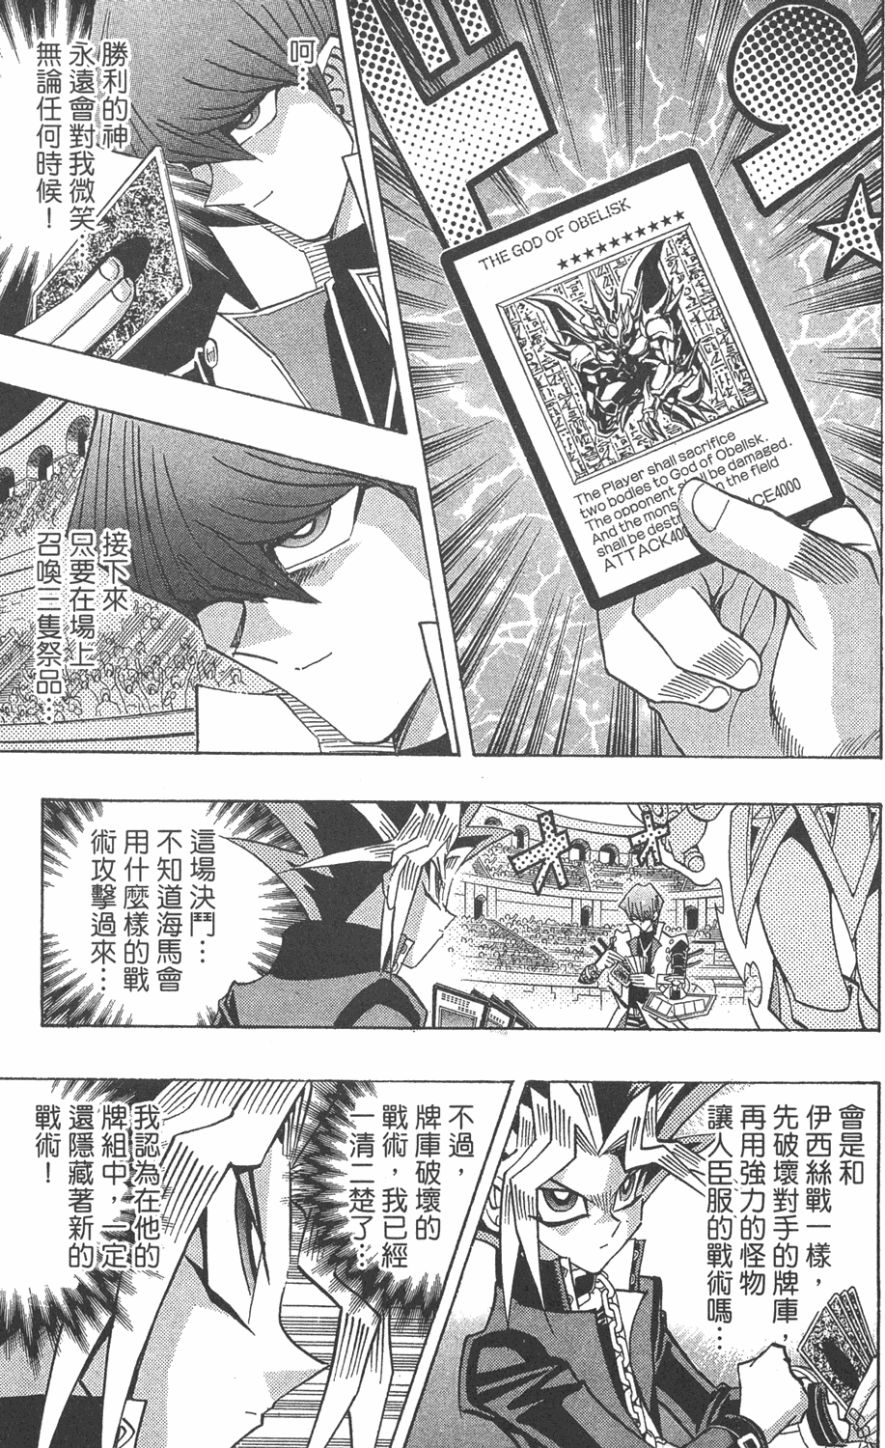 THE GOD OF OBELISK
★★★★★★★★★★
The Player shall sacrifice
two bodies to God of Obelisk.
The opponent shall be damaged.
And the mons on the field
shall be destr
ATTACK400 CE4000
呵…
勝利的神
永遠會對我微笑…
無論任何時候！
接下來
只要在場上
召喚三隻祭品…
這場決鬥…
不知道海馬會
用什麼樣的戰
術攻擊過來…
會是和
伊西絲戰一樣，
先破壞對手的牌庫，
再用強力的怪物
讓人臣服的戰術嗎…
不過，
牌庫破壞的
戰術，我已經
一清二楚了…
我認為在他的
牌組中，一定
還隱藏著新的
戰術！